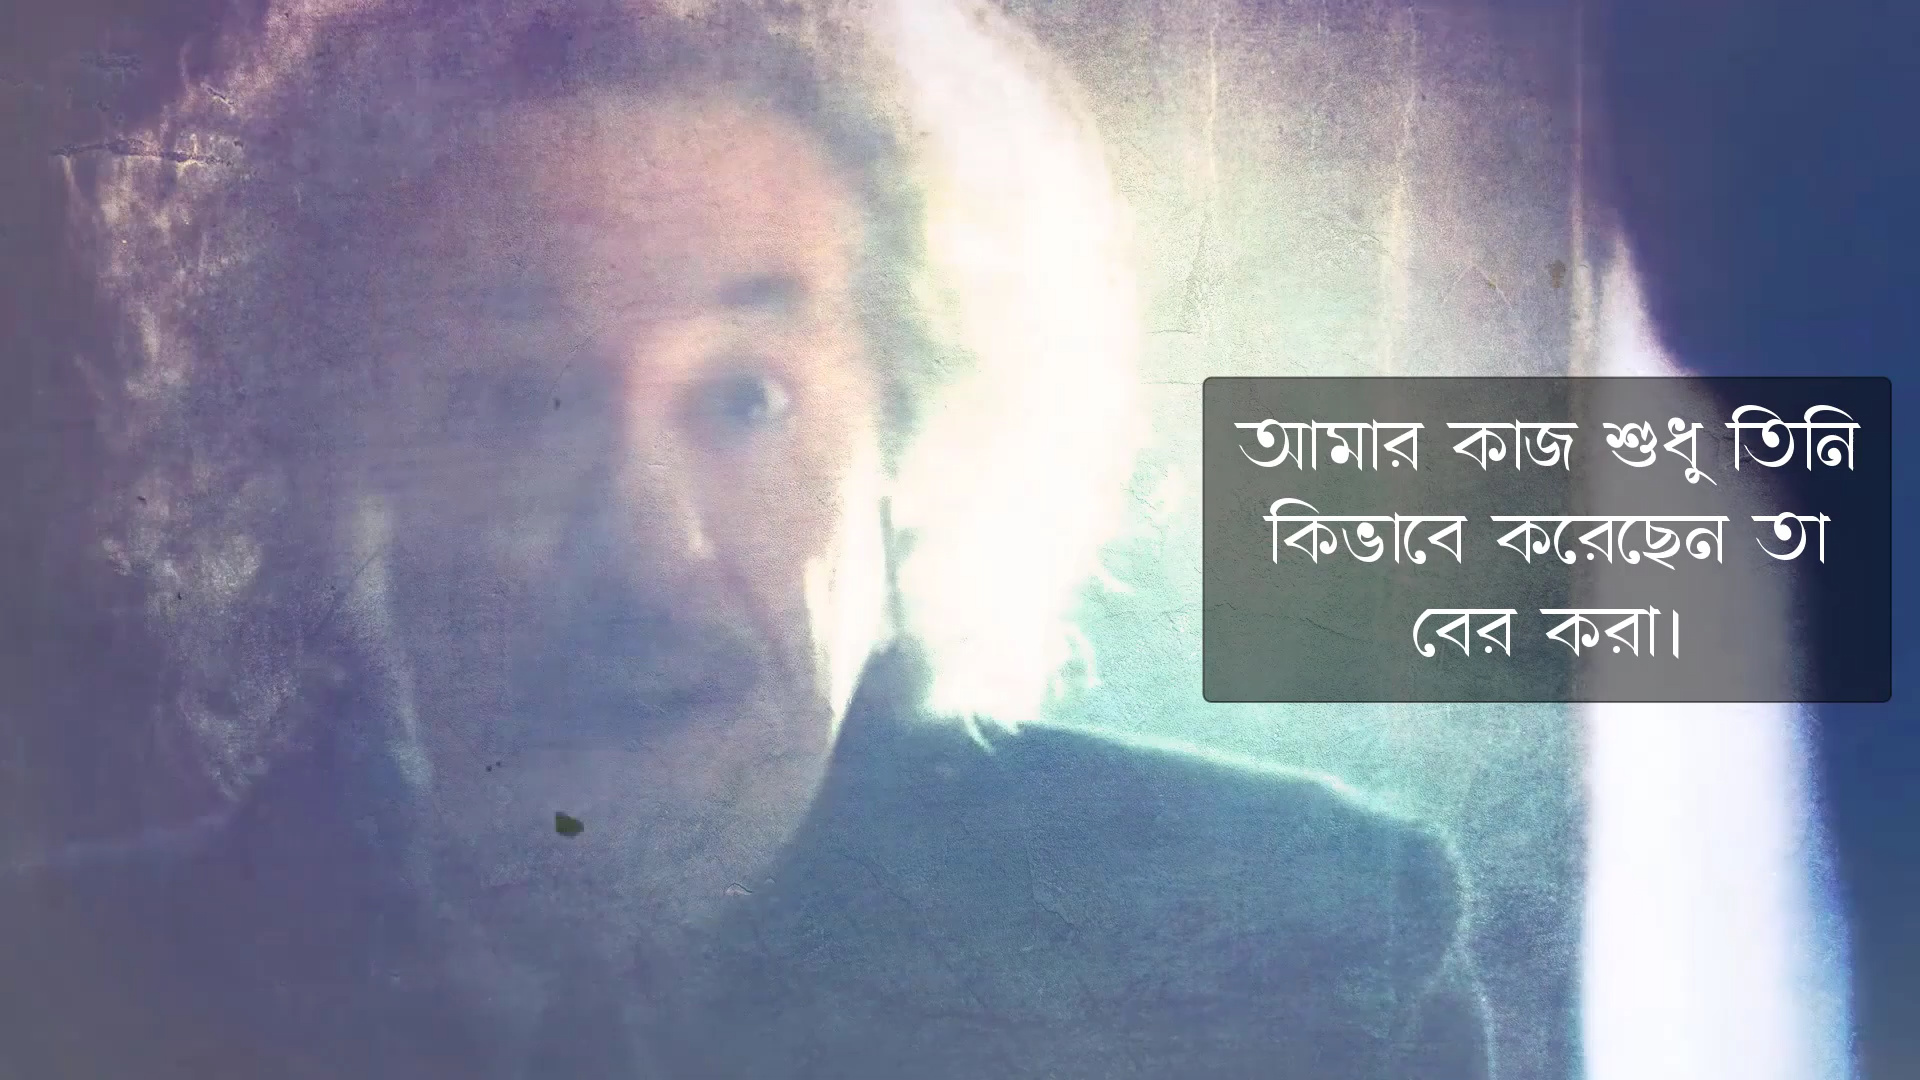 আমার কাজ শুধু তিনি
কিভাবে করেছেন তা
বের করা।